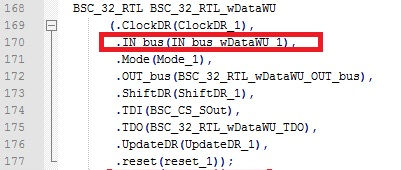 168 BSC_32_RTL BSC_32_RTL_wDataWU
169 (.ClockDR(ClockDR_1),
170 .IN_bus(IN_bus_wDataWU_1),
171 .Mode(Mode_1),
172 .OUT_bus(BSC_32_RTL_wDataWU_OUT_bus),
173 .ShiftDR(ShiftDR_1),
174 .TDI(BSC_CS_SOut),
175 .TDO(BSC_32_RTL_wDataWU_TDO),
176 .UpdateDR(UpdateDR_1),
177 .reset(reset_1));